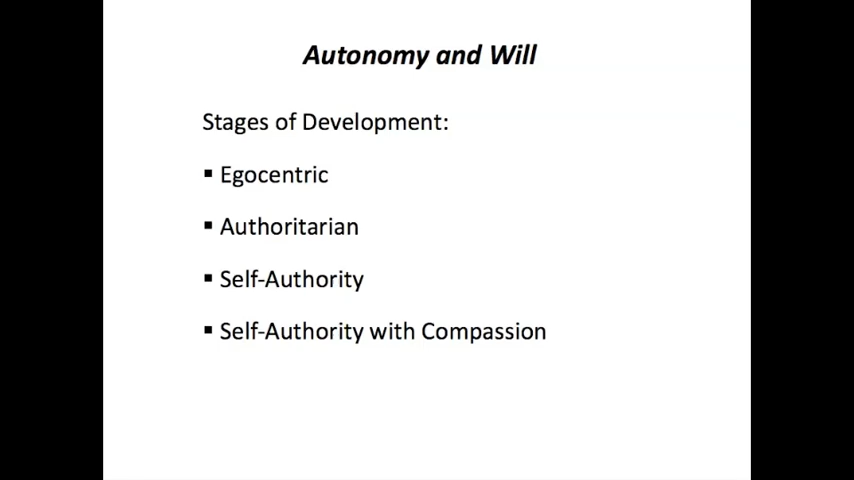 Autonomy and Will
Stages of Development:
▪ Egocentric
▪ Authoritarian
▪ Self-Authority
▪ Self-Authority with Compassion